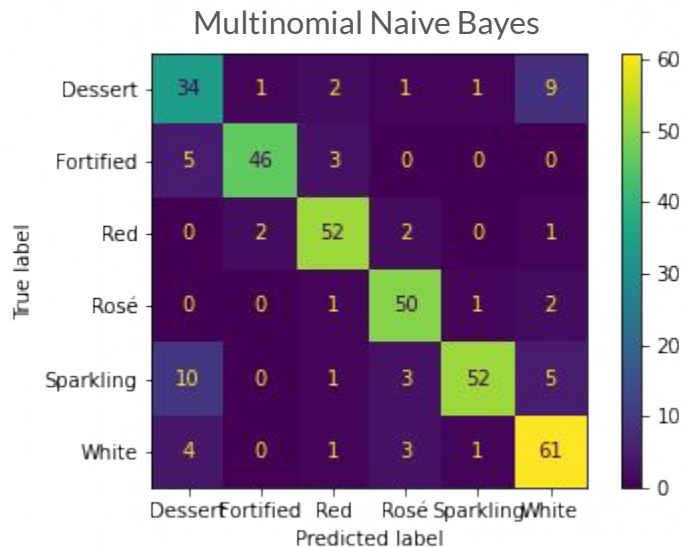 Multinomial Naive Bayes
Dessert 34 1 2 1 1 9
Fortified 5 46 3 0 0 0
Red 0 2 52 2 0 1
Rosé 0 0 1 50 1 2
Sparkling 10 0 1 3 52 5
White 4 0 1 3 1 61
True label
Dessert Fortified Red Rosé Sparkling White
Predicted label
60
50
40
30
20
10
0